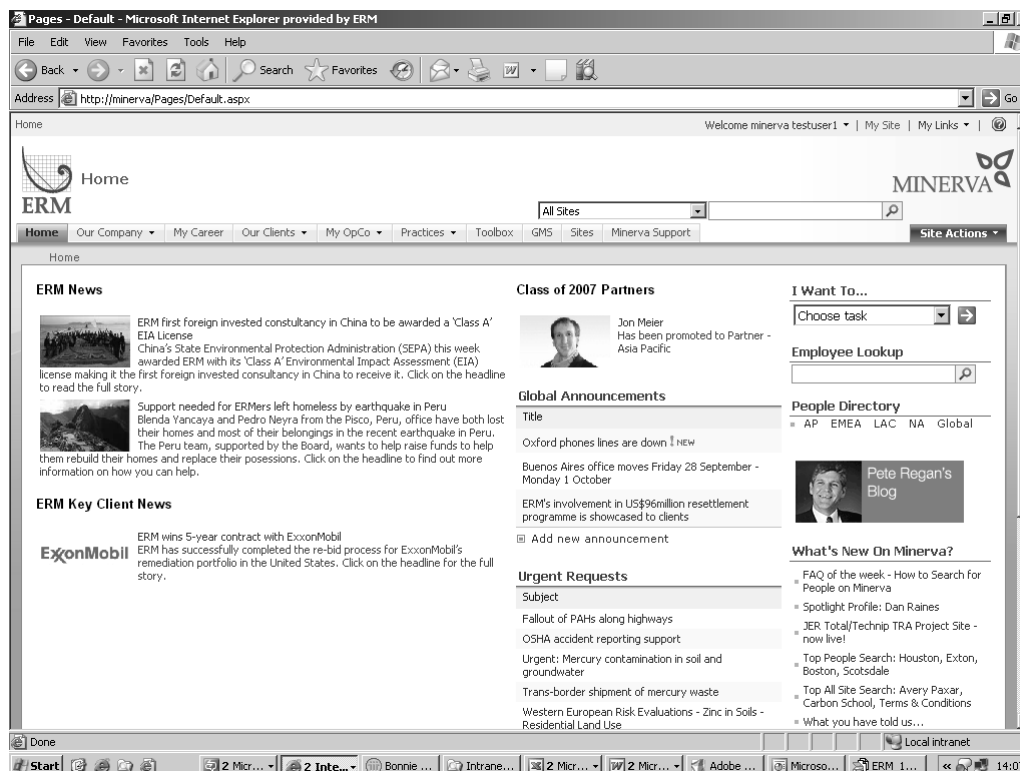 Pages - Default - Microsoft Internet Explorer provided by ERM
File Edit View Favorites Tools Help
Back Search Favorites
Address http://minerva/Pages/Default.aspx Go
Home
Welcome minerva testuser1 | My Site | My Links |
ERM
Home
MINERVA
All Sites
Home Our Company My Career Our Clients My OpCo Practices Toolbox GMS Sites Minerva Support Site Actions
Home
ERM News
ERM first foreign invested constultancy in China to be awarded a 'Class A'
EIA License
China's State Environmental Protection Administration (SEPA) this week
awarded ERM with its 'Class A' Environmental Impact Assessment (EIA)
license making it the first foreign invested consultancy in China to receive it. Click on the headline
to read the full story.
Support needed for ERMers left homeless by earthquake in Peru
Blenda Yancaya and Pedro Neyra from the Pisco, Peru, office have both lost
their homes and most of their belongings in the recent earthquake in Peru.
The Peru team, supported by the Board, wants to help raise funds to help
them rebuild their homes and replace their posessions. Click on the headline to find out more
information on how you can help.
ERM Key Client News
ExxonMobil
ERM wins 5-year contract with ExxonMobil
ERM has successfully completed the re-bid process for ExxonMobil's
remediation portfolio in the United States. Click on the headline for the full
story.
Class of 2007 Partners
Jon Meier
Has been promoted to Partner -
Asia Pacific
Global Announcements
Title
Oxford phones lines are down ! NEW
Buenos Aires office moves Friday 28 September -
Monday 1 October
ERM's involvement in US$96million resettlement
programme is showcased to clients
Add new announcement
Urgent Requests
Subject
Fallout of PAHs along highways
OSHA accident reporting support
Urgent: Mercury contamination in soil and
groundwater
Trans-border shipment of mercury waste
Western European Risk Evaluations - Zinc in Soils -
Residential Land Use
I Want To...
Choose task
Employee Lookup
People Directory
AP EMEA LAC NA Global
Pete Regan's
Blog
What's New On Minerva?
FAQ of the week - How to Search for
People on Minerva
Spotlight Profile: Dan Raines
JER Total/Technip TRA Project Site -
now live!
Top People Search: Houston, Exton,
Boston, Scotsdale
Top All Site Search: Avery Paxar,
Carbon School, Terms & Conditions
What you have told us...
Done
Local intranet
Start 2 Micr... 2 Inte... Bonnie ... Intrane... 2 Micr... 2 Micr... Adobe ... Microso... ERM 1... « 14:0